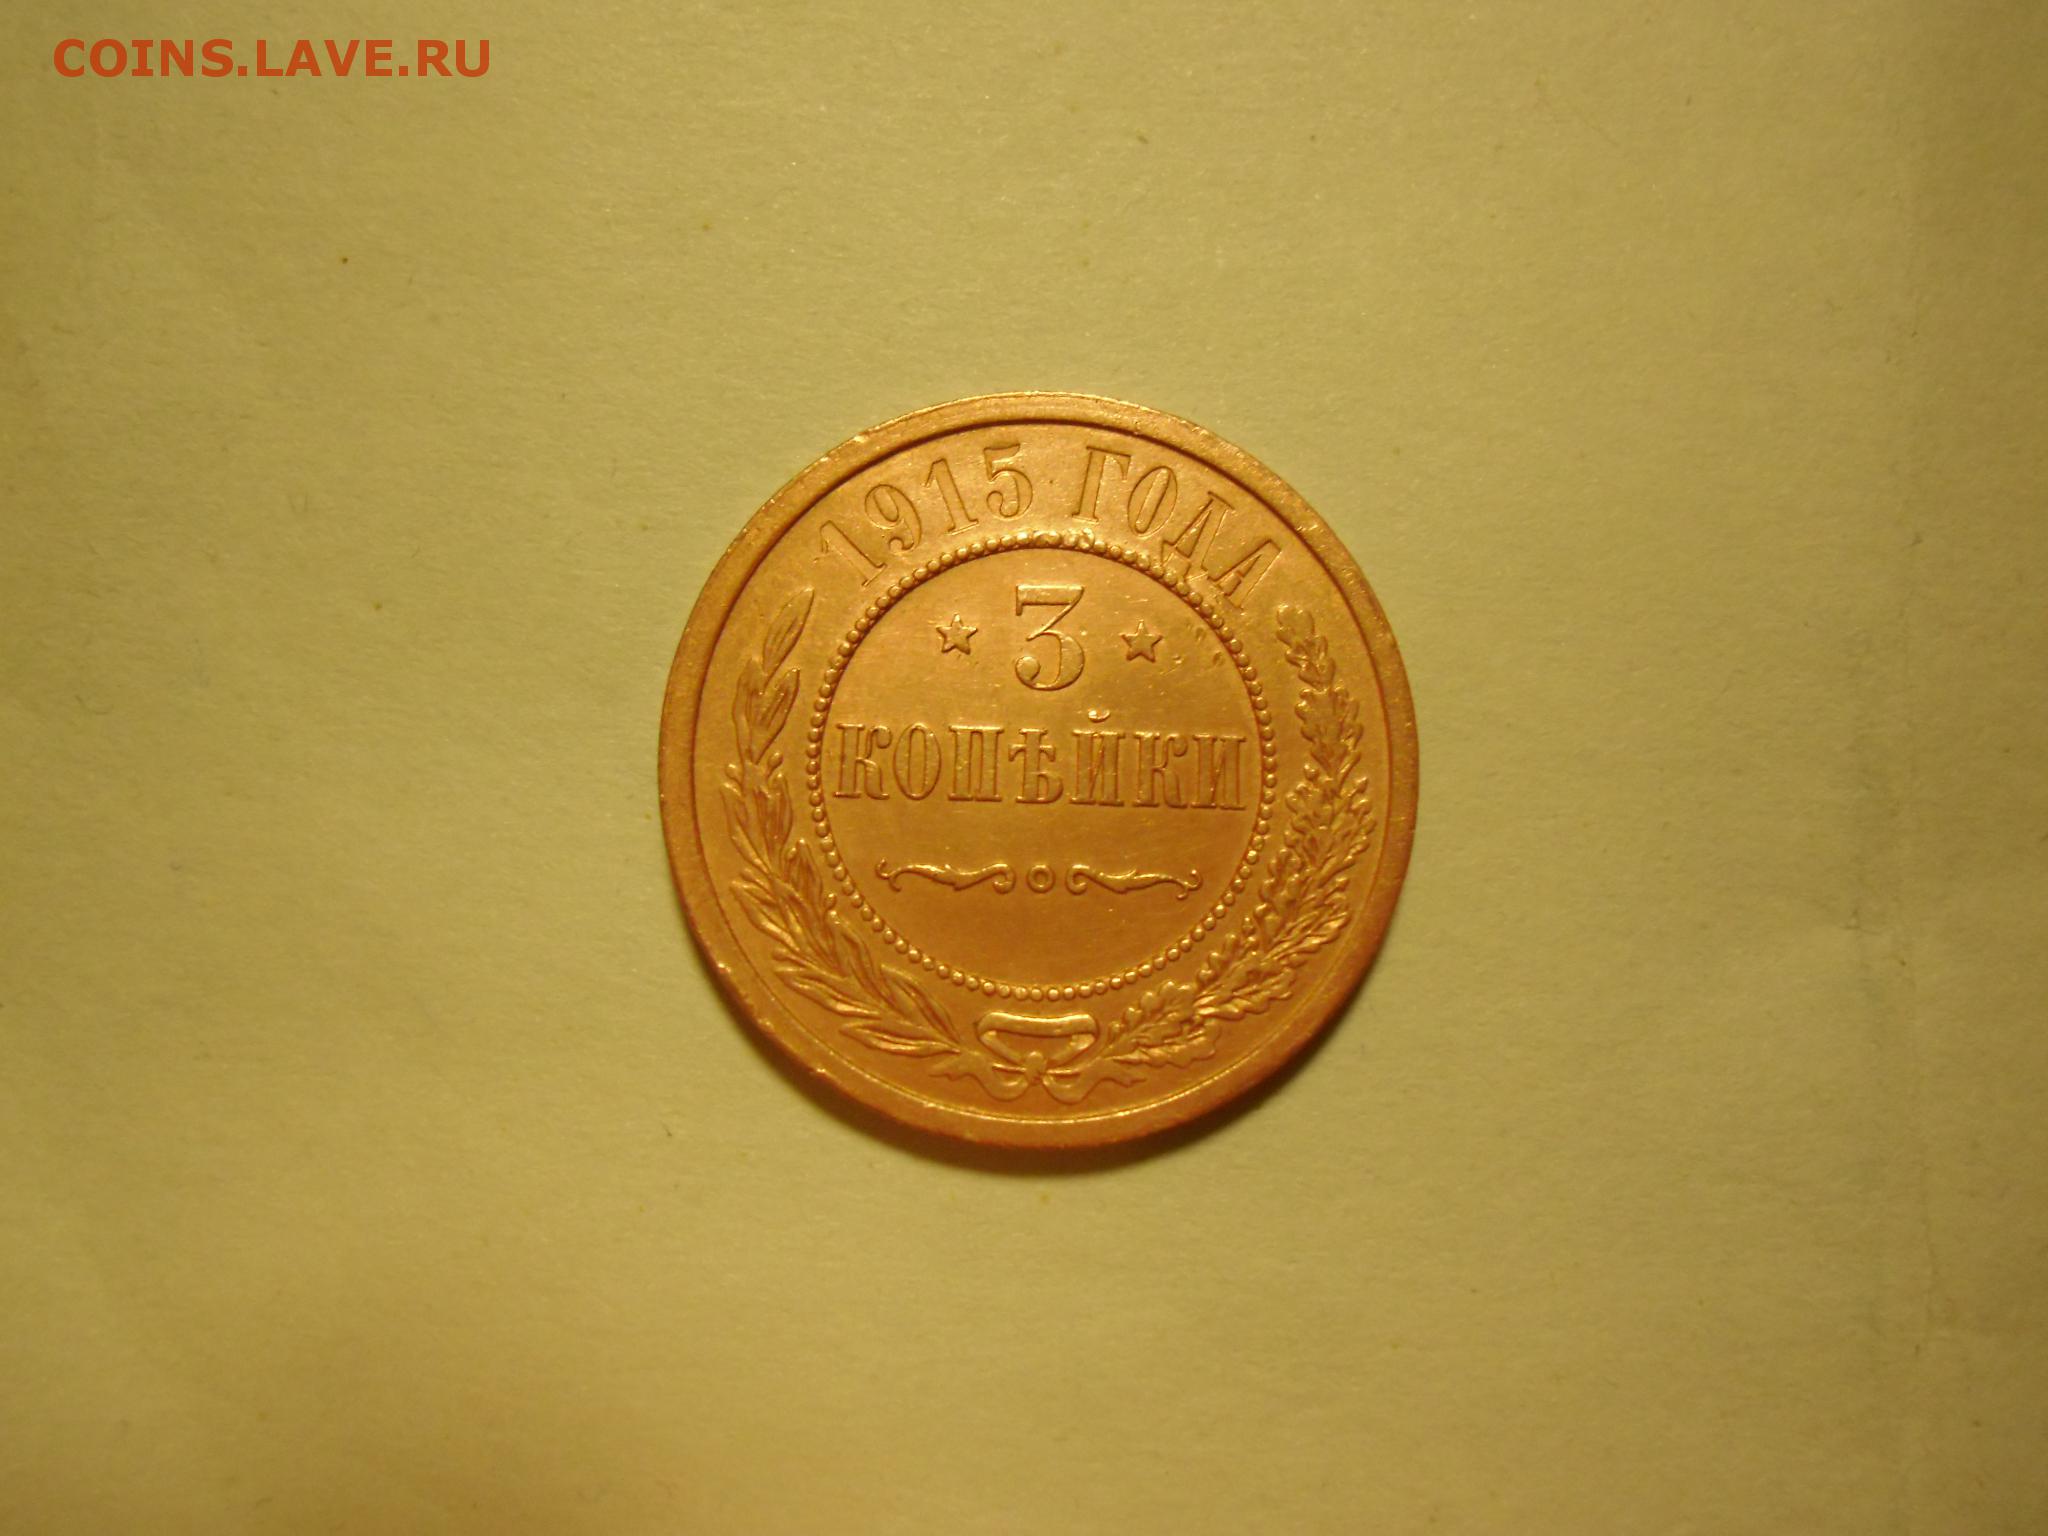 COINS.LAVE.RU
1915 ГОДА
3
КОПѢЙКИ